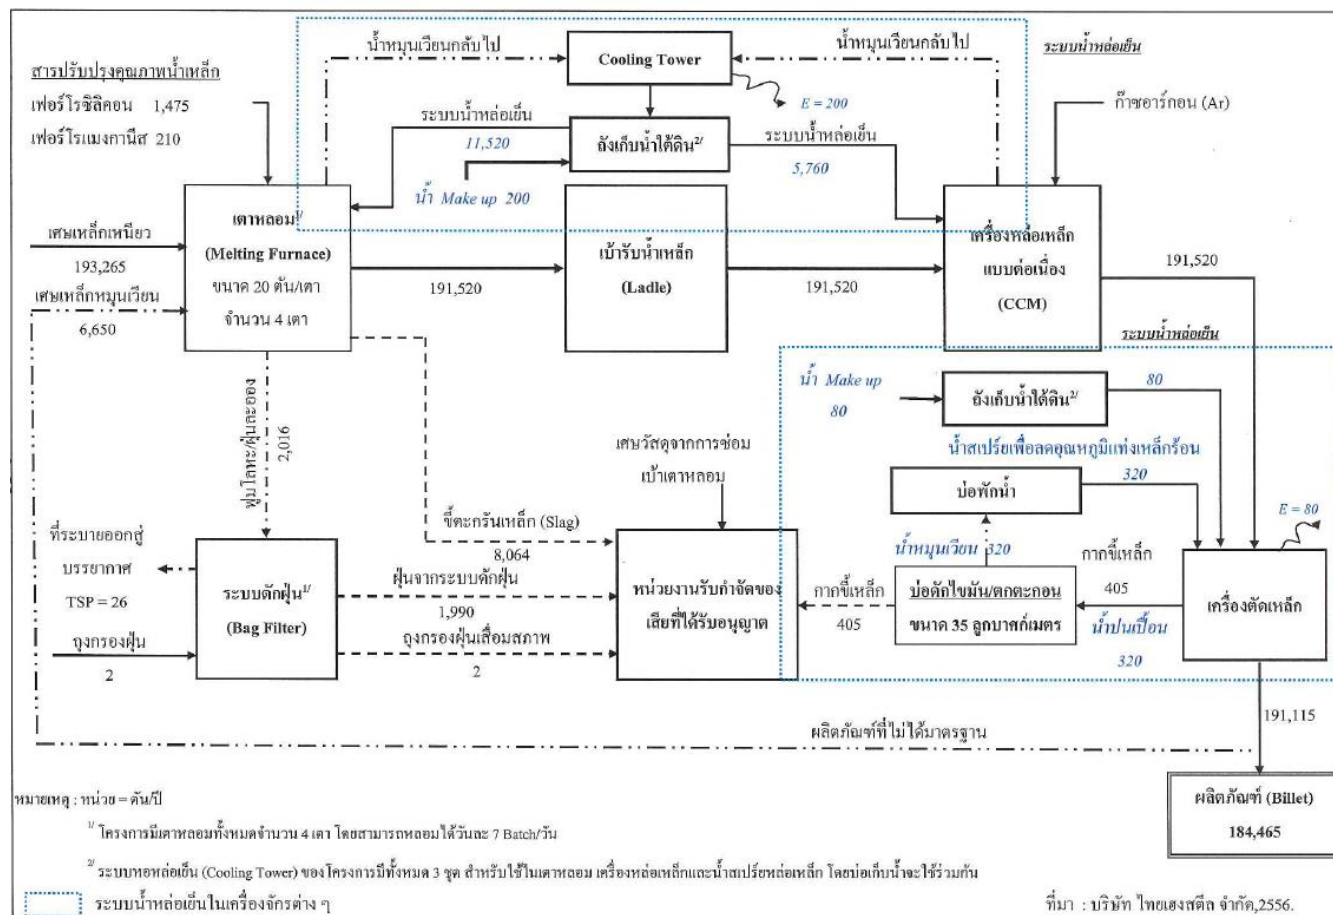 น้ำหมุนเวียนกลับไป
Cooling Tower
น้ำหมุนเวียนกลับไป
ระบบน้ำหล่อเย็น
สารปรับปรุงคุณภาพน้ำเหล็ก
เฟอร์โรซิลิคอน 1,475
เฟอร์โรแมงกานีส 210
E = 200
ก๊าซอาร์กอน (Ar)
ระบบน้ำหล่อเย็น
11,520
ถังเก็บน้ำใต้ดิน2/
ระบบน้ำหล่อเย็น
5,760
น้ำ Make up 200
เศษเหล็กเหนียว
193,265
เศษเหล็กหมุนเวียน
6,650
เตาหลอม1/
(Melting Furnace)
ขนาด 20 ตัน/เตา
จำนวน 4 เตา
191,520
เบ้ารับน้ำเหล็ก
(Ladle)
191,520
เครื่องหล่อเหล็ก
แบบต่อเนื่อง
(CCM)
191,520
ระบบน้ำหล่อเย็น
น้ำ Make up
80
ถังเก็บน้ำใต้ดิน2/
80
ฟูมโลหะ/ฝุ่นละออง
2,016
เศษวัสดุจากการซ่อม
เบ้าเตาหลอม
น้ำสเปรย์เพื่อลดอุณหภูมิแท่งเหล็กร้อน
บ่อพักน้ำ
320
E = 80
ขี้ตะกรันเหล็ก (Slag)
8,064
น้ำหมุนเวียน 320
ที่ระบายออกสู่
บรรยากาศ
TSP = 26
ถุงกรองฝุ่น
2
ระบบดักฝุ่น1/
(Bag Filter)
ฝุ่นจากระบบดักฝุ่น
1,990
ถุงกรองฝุ่นเสื่อมสภาพ
2
หน่วยงานรับกำจัดของ
เสียที่ได้รับอนุญาต
กากขี้เหล็ก
405
บ่อดักไขมัน/ตกตะกอน
ขนาด 35 ลูกบาศก์เมตร
กากขี้เหล็ก
405
น้ำปนเปื้อน
320
เครื่องตัดเหล็ก
191,115
ผลิตภัณฑ์ที่ไม่ได้มาตรฐาน
ผลิตภัณฑ์ (Billet)
184,465
หมายเหตุ : หน่วย = ตัน/ปี
1/ โครงการมีเตาหลอมทั้งหมดจำนวน 4 เตา โดยสามารถหลอมได้วันละ 7 Batch/วัน
2/ ระบบหอหล่อเย็น (Cooling Tower) ของโครงการมีทั้งหมด 3 ชุด สำหรับใช้ในเตาหลอม เครื่องหล่อเหล็กและน้ำสเปรย์หล่อเหล็ก โดยบ่อเก็บน้ำจะใช้ร่วมกัน
ระบบน้ำหล่อเย็นในเครื่องจักรต่าง ๆ
ที่มา : บริษัท ไทยเฮงสตีล จำกัด,2556.